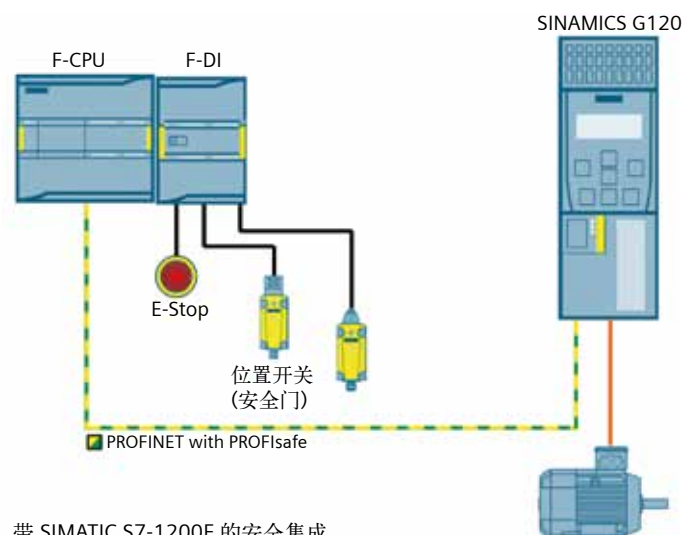 SINAMICS G120
F-CPU
F-DI
E-Stop
位置开关
(安全门)
PROFINET with PROFIsafe
带 SIMATIC S7-1200F 的安全集成